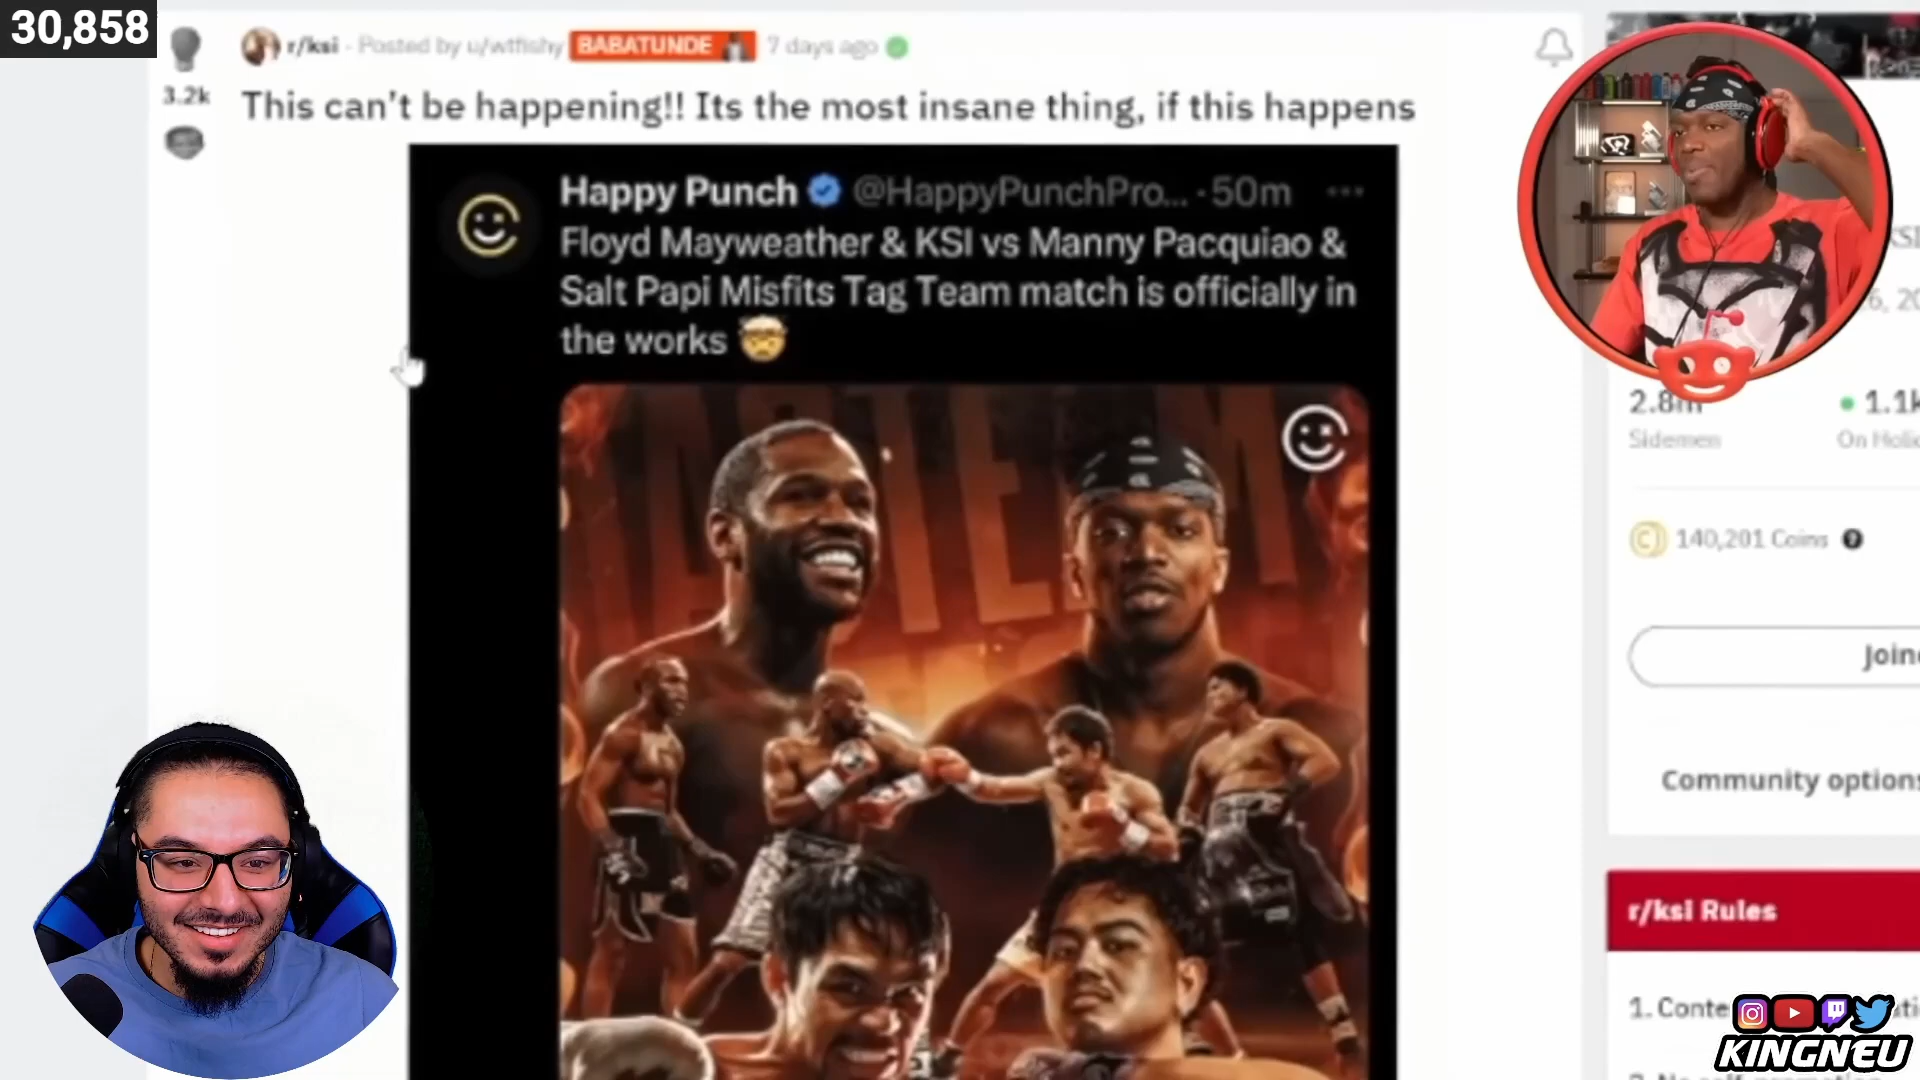 30,858
r/ksi · Posted by u/wtfishy BABATUNDE 7 days ago
3.2k
This can't be happening!! Its the most insane thing, if this happens
Happy Punch @HappyPunchPro... · 50m
Floyd Mayweather & KSI vs Manny Pacquiao &
Salt Papi Misfits Tag Team match is officially in
the works 🤯
2.8m
1.1k
Sidemen
On Holi
140,201 Coins
Join
Community options
r/ksi Rules
1. Conte
KINGNEU